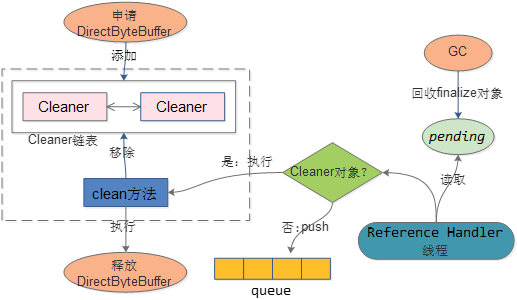 申请
DirectByteBuffer
添加
Cleaner
Cleaner
Cleaner链表
移除
clean方法
执行
释放
DirectByteBuffer
GC
回收finalize对象
pending
读取
Reference Handler
线程
Cleaner对象?
是: 执行
否:push
queue